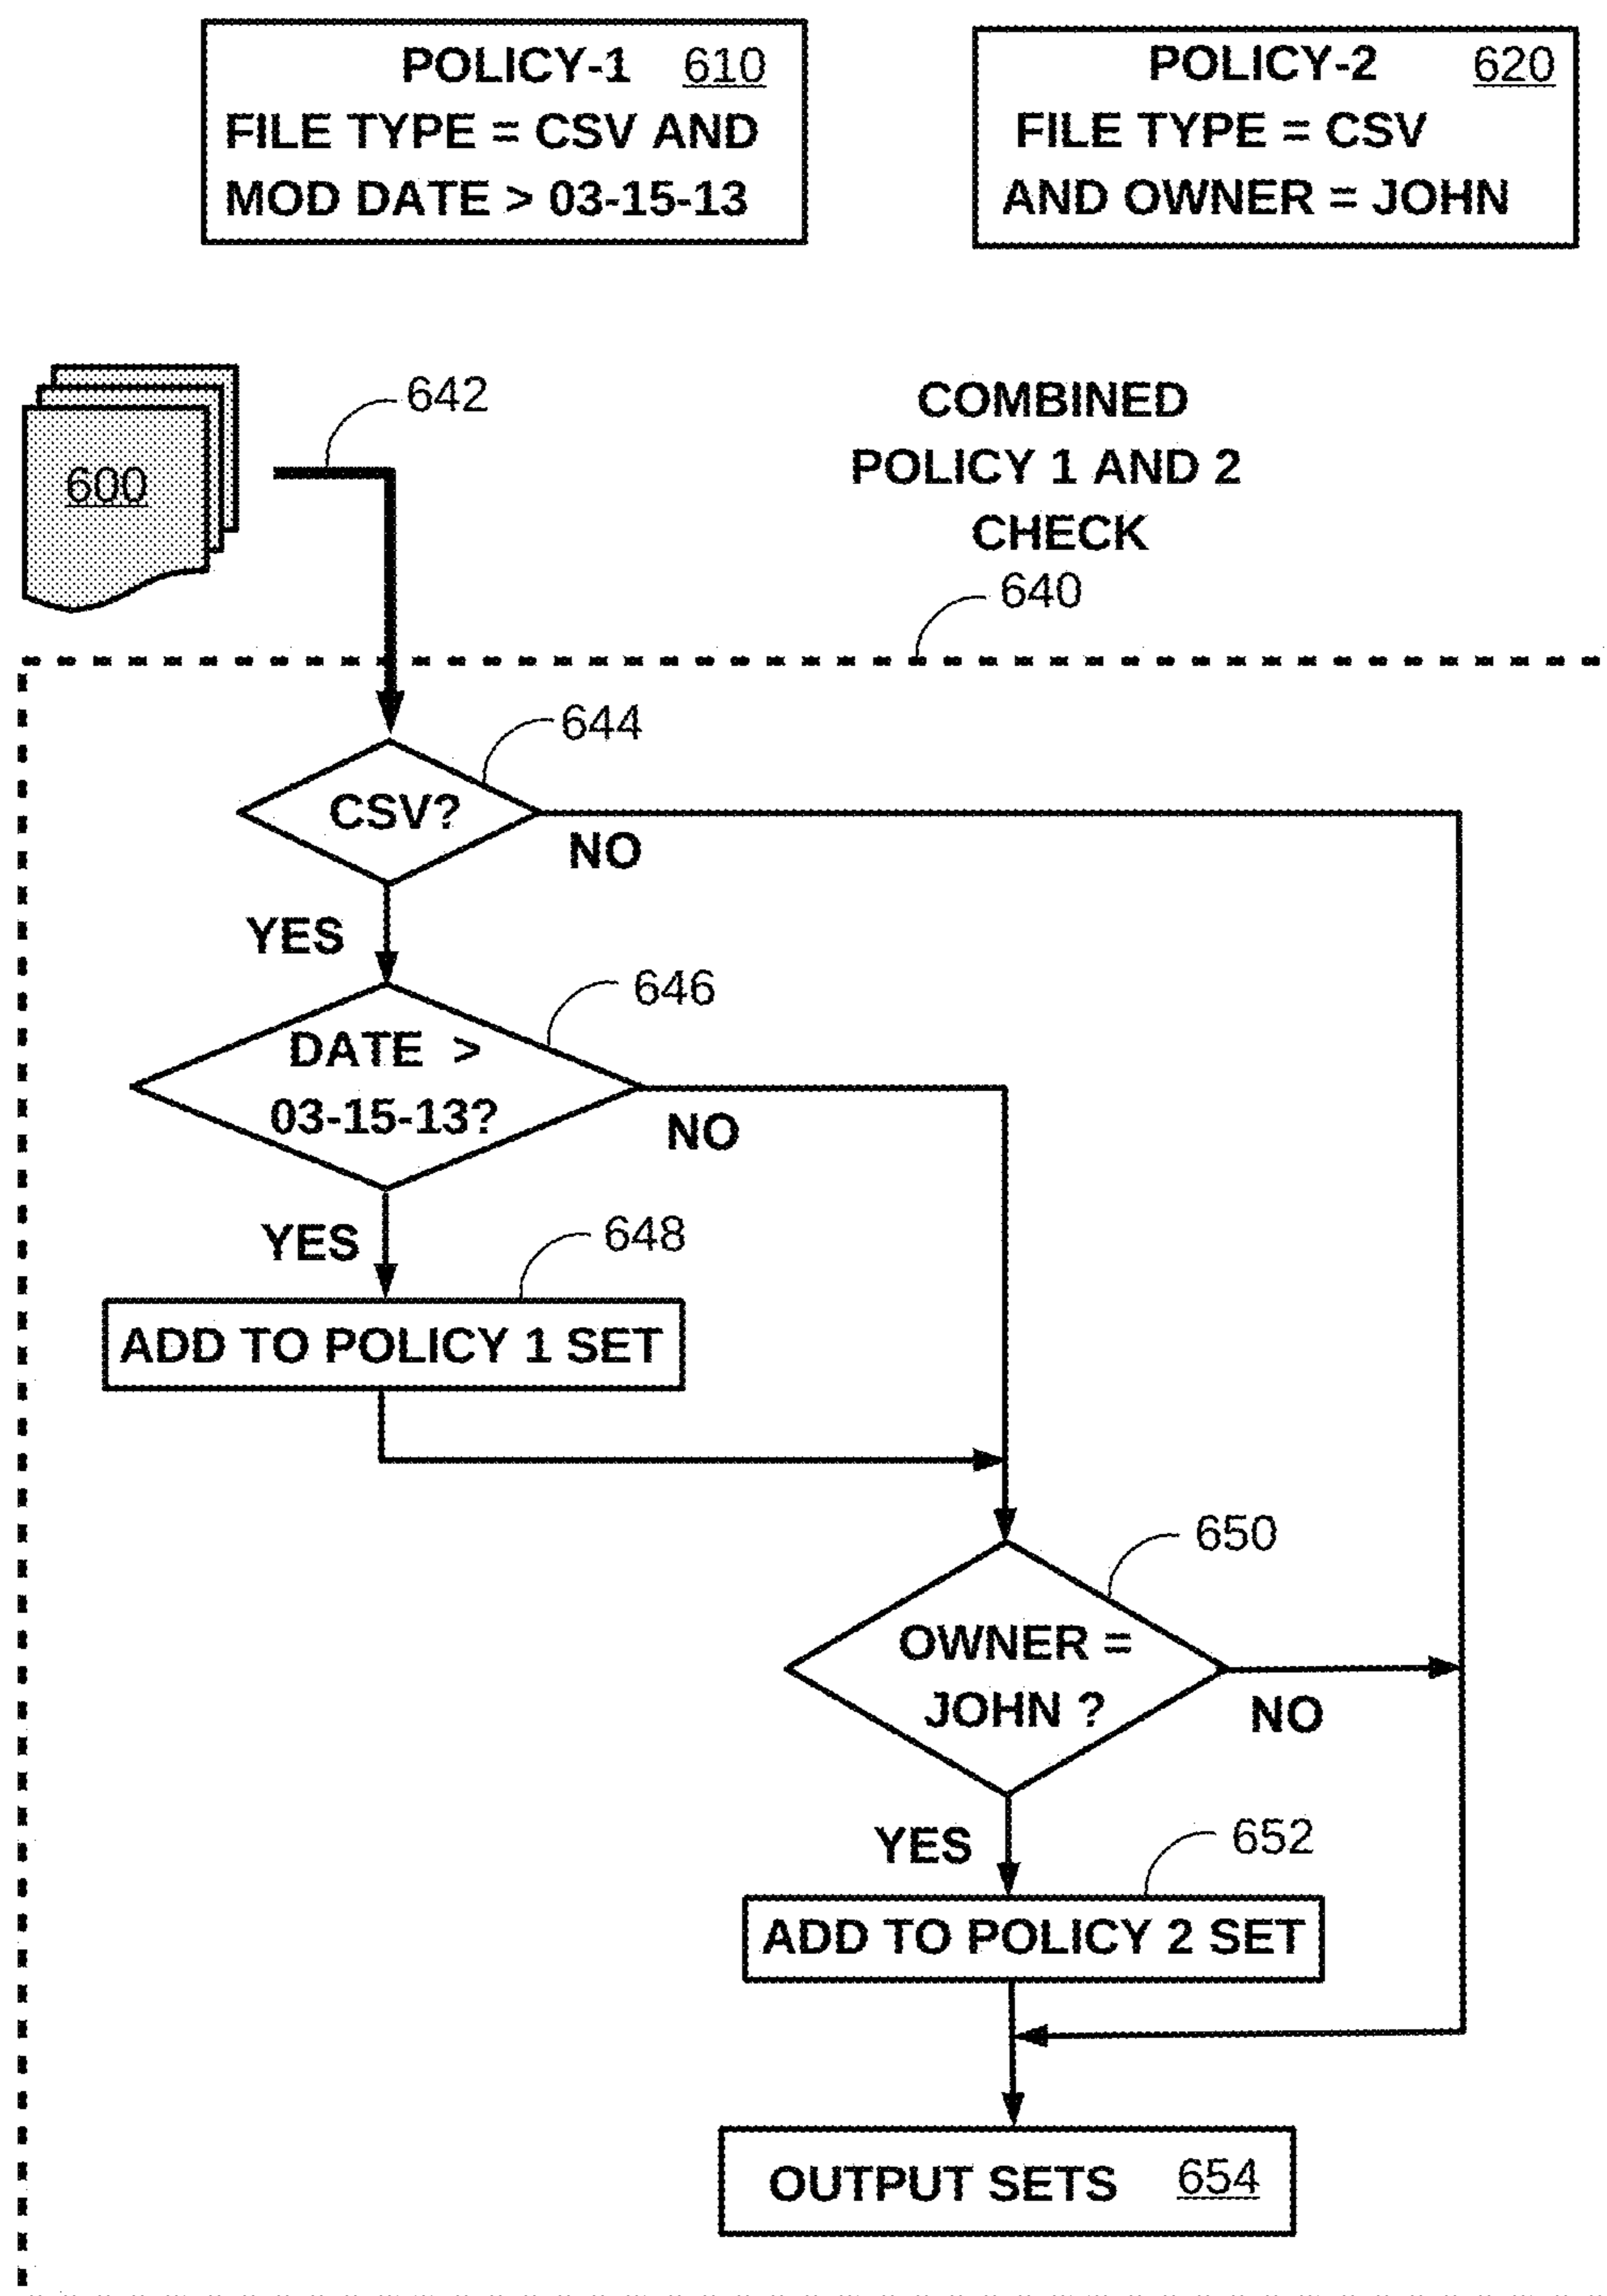 POLICY-1 610
FILE TYPE = CSV AND
MOD DATE > 03-15-13
POLICY-2 620
FILE TYPE = CSV
AND OWNER = JOHN
600
642
COMBINED
POLICY 1 AND 2
CHECK
640
644
CSV?
NO
YES
646
DATE >
03-15-13?
NO
YES
648
ADD TO POLICY 1 SET
650
OWNER =
JOHN ?
NO
YES
652
ADD TO POLICY 2 SET
OUTPUT SETS 654